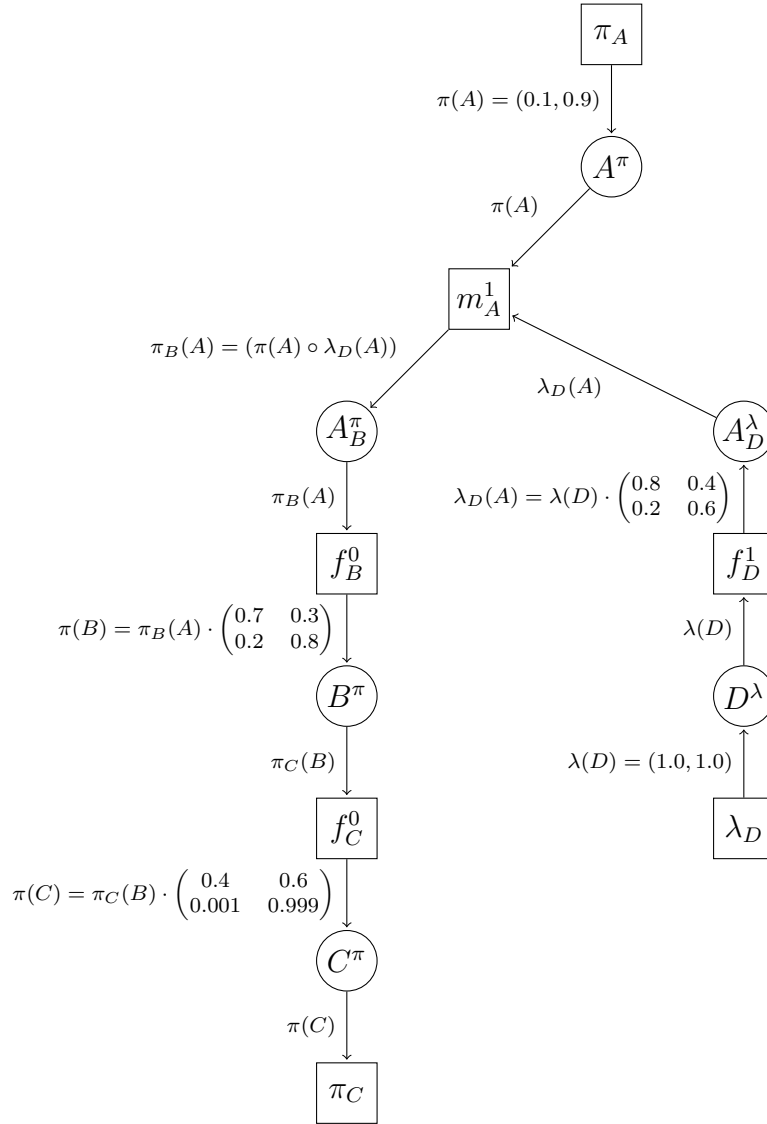 π_A
π(A) = (0.1, 0.9)
A^π
π(A)
m_A^1
π_B(A) = (π(A) ∘ λ_D(A))
λ_D(A)
A_B^π
A_D^λ
π_B(A)
λ_D(A) = λ(D) · (0.8 0.4
0.2 0.6)
f_B^0
f_D^1
π(B) = π_B(A) · (0.7 0.3
0.2 0.8)
λ(D)
B^π
D^λ
π_C(B)
λ(D) = (1.0, 1.0)
f_C^0
λ_D
π(C) = π_C(B) · (0.4 0.6
0.001 0.999)
C^π
π(C)
π_C